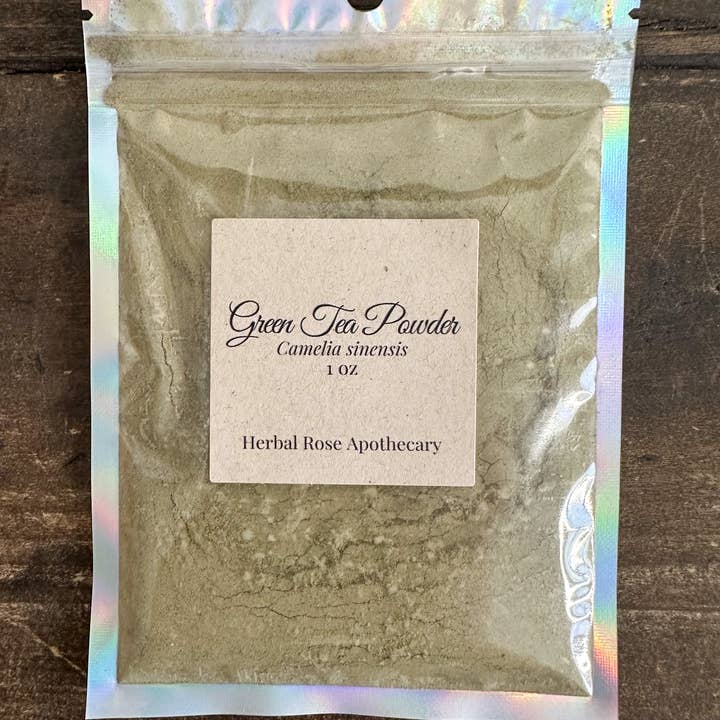 Green Tea Powder
Camelia sinensis
1 oz
Herbal Rose Apothecary